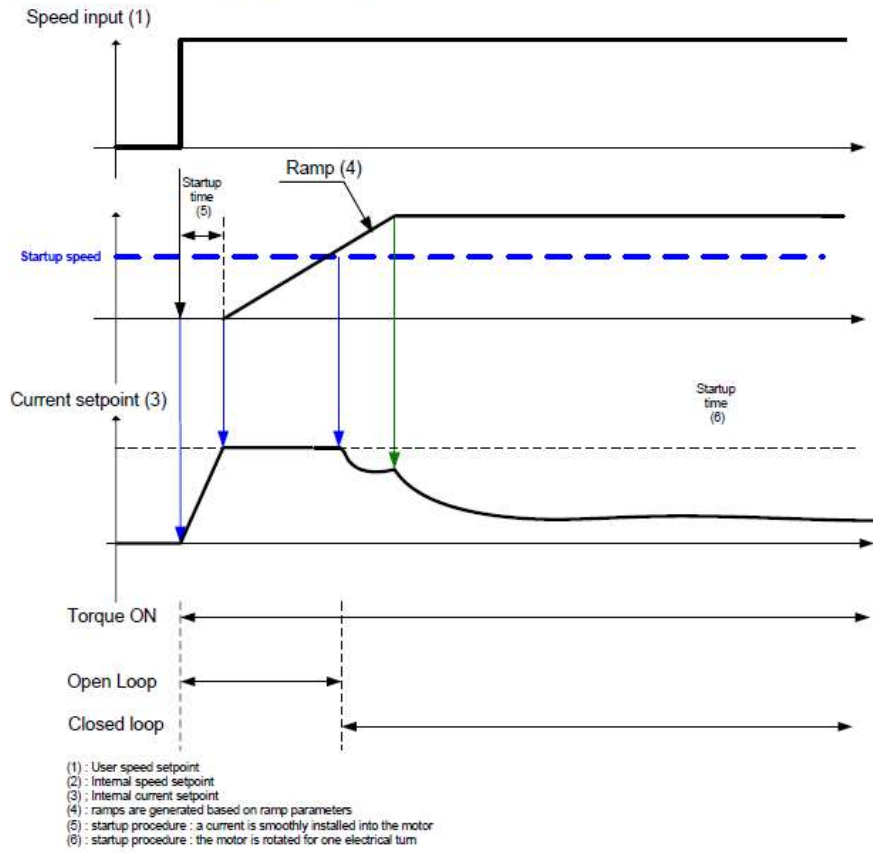 Speed input (1)
Ramp (4)
Startup
time
(5)
Startup speed
Current setpoint (3)
Startup
time
(6)
Torque ON
Open Loop
Closed loop
(1) : User speed setpoint
(2) : Internal speed setpoint
(3) ; Internal current setpoint
(4) : ramps are generated based on ramp parameters
(5) : startup procedure : a current is smoothly installed into the motor
(6) : startup procedure : the motor is rotated for one electrical turn